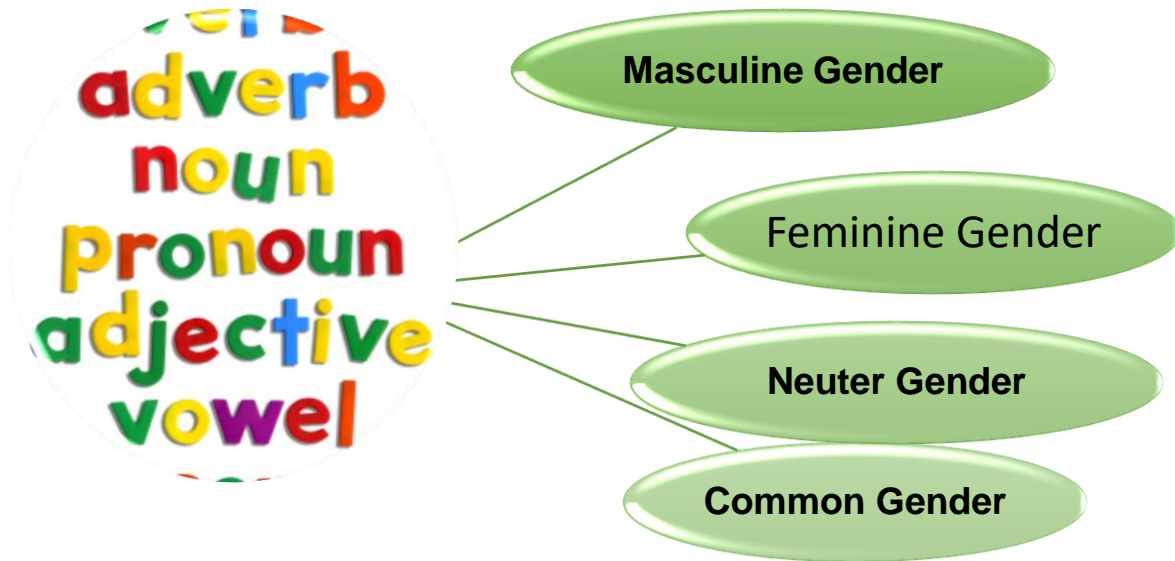 adverb
noun
pronoun
adjective
vowel
Masculine Gender
Feminine Gender
Neuter Gender
Common Gender